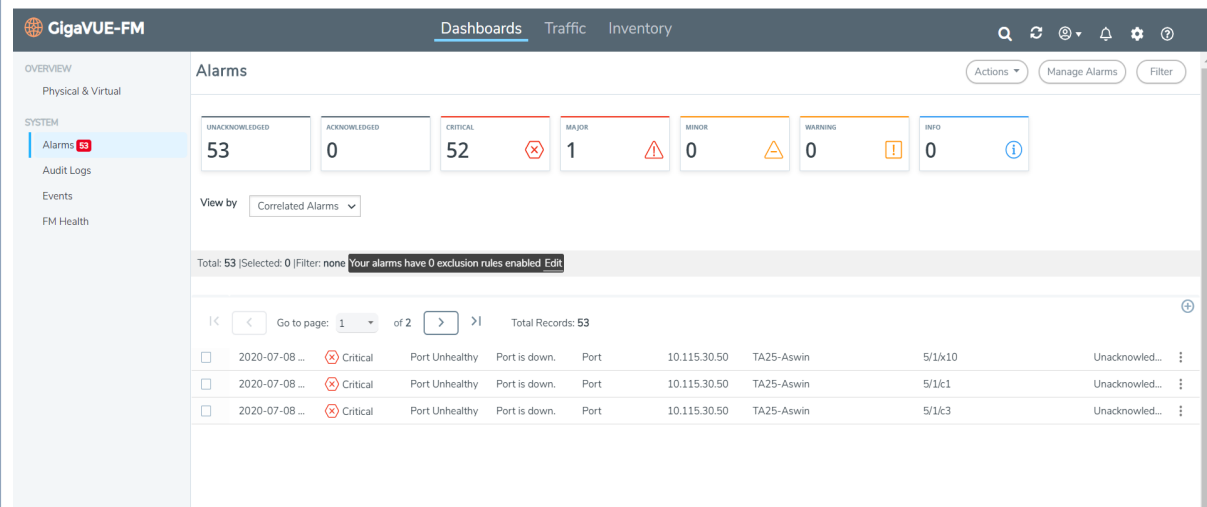 GigaVUE-FM Dashboards Traffic Inventory
OVERVIEW
Physical & Virtual
SYSTEM
Alarms 53
Audit Logs
Events
FM Health
Alarms Actions Manage Alarms Filter
UNACKNOWLEDGED ACKNOWLEDGED CRITICAL MAJOR MINOR WARNING INFO
53 0 52 1 0 0 0
View by Correlated Alarms
Total: 53 |Selected: 0 |Filter: none Your alarms have 0 exclusion rules enabled Edit
Go to page: 1 of 2 Total Records: 53
2020-07-08 ... Critical Port Unhealthy Port is down. Port 10.115.30.50 TA25-Aswin 5/1/x10 Unacknowled...
2020-07-08 ... Critical Port Unhealthy Port is down. Port 10.115.30.50 TA25-Aswin 5/1/c1 Unacknowled...
2020-07-08 ... Critical Port Unhealthy Port is down. Port 10.115.30.50 TA25-Aswin 5/1/c3 Unacknowled...